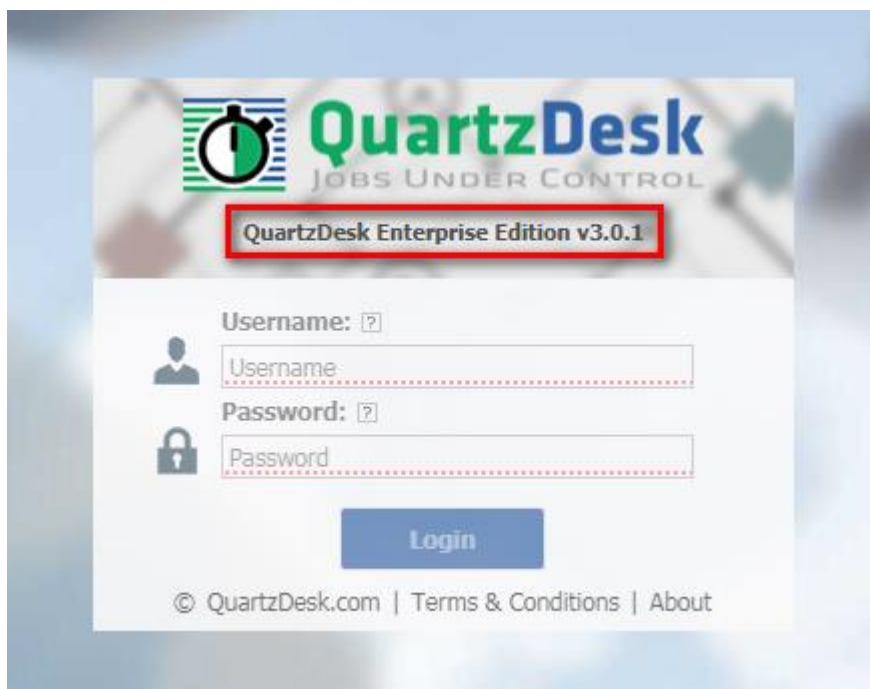 QuartzDesk
JOBS UNDER CONTROL
QuartzDesk Enterprise Edition v3.0.1
Username: ?
Username
Password: ?
Password
Login
© QuartzDesk.com | Terms & Conditions | About